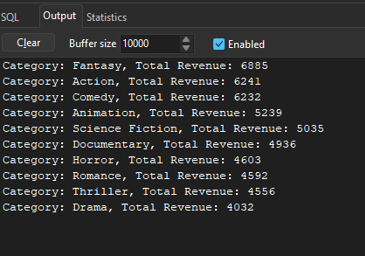 SQL Output Statistics
Clear Buffer size 10000 Enabled
Category: Fantasy, Total Revenue: 6885
Category: Action, Total Revenue: 6241
Category: Comedy, Total Revenue: 6232
Category: Animation, Total Revenue: 5239
Category: Science Fiction, Total Revenue: 5035
Category: Documentary, Total Revenue: 4936
Category: Horror, Total Revenue: 4603
Category: Romance, Total Revenue: 4592
Category: Thriller, Total Revenue: 4556
Category: Drama, Total Revenue: 4032